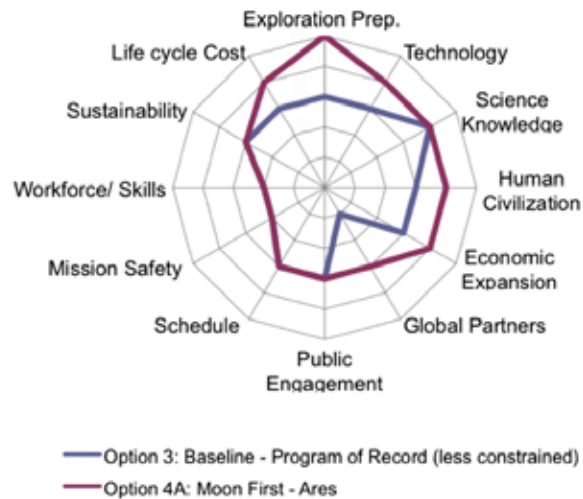 Exploration Prep.
Life cycle Cost
Technology
Sustainability
Science
Knowledge
Workforce/ Skills
Human
Civilization
Mission Safety
Economic
Expansion
Schedule
Global Partners
Public
Engagement
Option 3: Baseline - Program of Record (less constrained)
Option 4A: Moon First - Ares